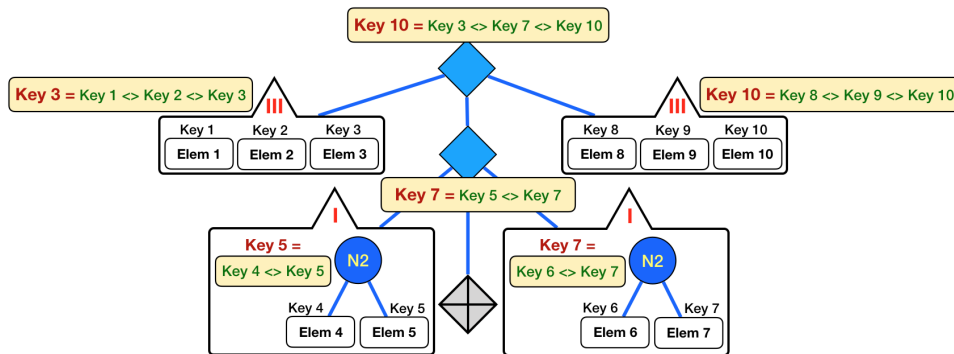 Key 10 = Key 3 <> Key 7 <> Key 10
Key 3 = Key 1 <> Key 2 <> Key 3
III
Key 1 Key 2 Key 3
Elem 1 Elem 2 Elem 3
Key 10 = Key 8 <> Key 9 <> Key 10
III
Key 8 Key 9 Key 10
Elem 8 Elem 9 Elem 10
Key 7 = Key 5 <> Key 7
I
Key 5 =
Key 4 <> Key 5
N2
Key 4 Key 5
Elem 4 Elem 5
I
Key 7 =
Key 6 <> Key 7
N2
Key 6 Key 7
Elem 6 Elem 7